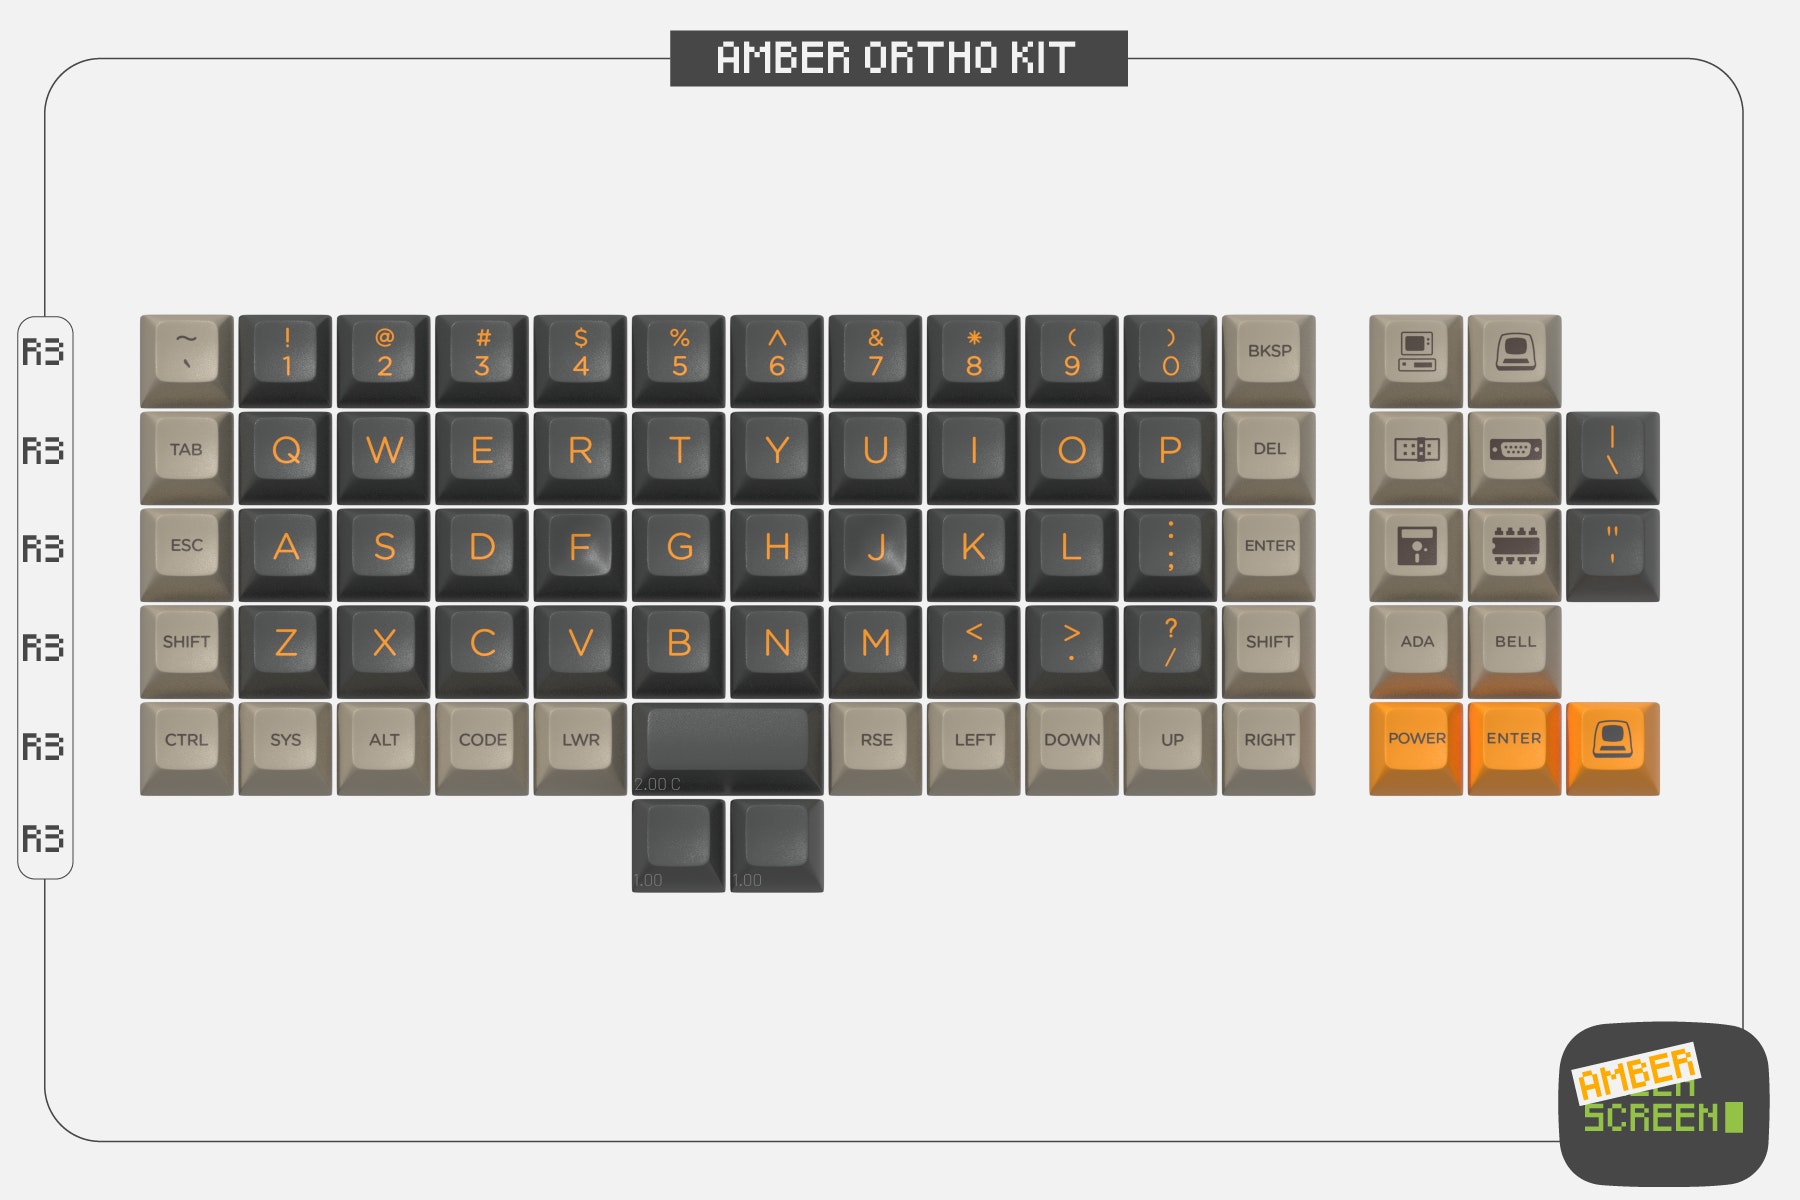 AMBER ORTHO KIT
R3
~ ! @ # $ % ^ & * ( )
` 1 2 3 4 5 6 7 8 9 0 BKSP
R3
TAB Q W E R T Y U I O P DEL | \
R3
ESC A S D F G H J K L : ; ENTER " '
R3
SHIFT Z X C V B N M < , > . ? / SHIFT ADA BELL
R3
CTRL SYS ALT CODE LWR RSE LEFT DOWN UP RIGHT POWER ENTER
2.00 C
R3
1.00 1.00
AMBER
SCREEN